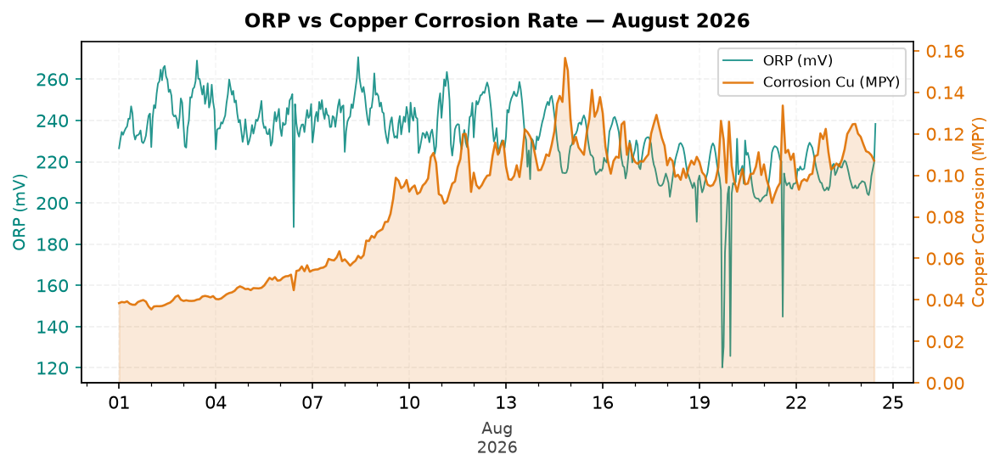 ORP vs Copper Corrosion Rate — August 2026
ORP (mV)
Corrosion Cu (MPY)
260
240
220
200
180
160
140
120
ORP (mV)
0.16
0.14
0.12
0.10
0.08
0.06
0.04
0.02
0.00
Copper Corrosion (MPY)
01 04 07 10 13 16 19 22 25
Aug
2026